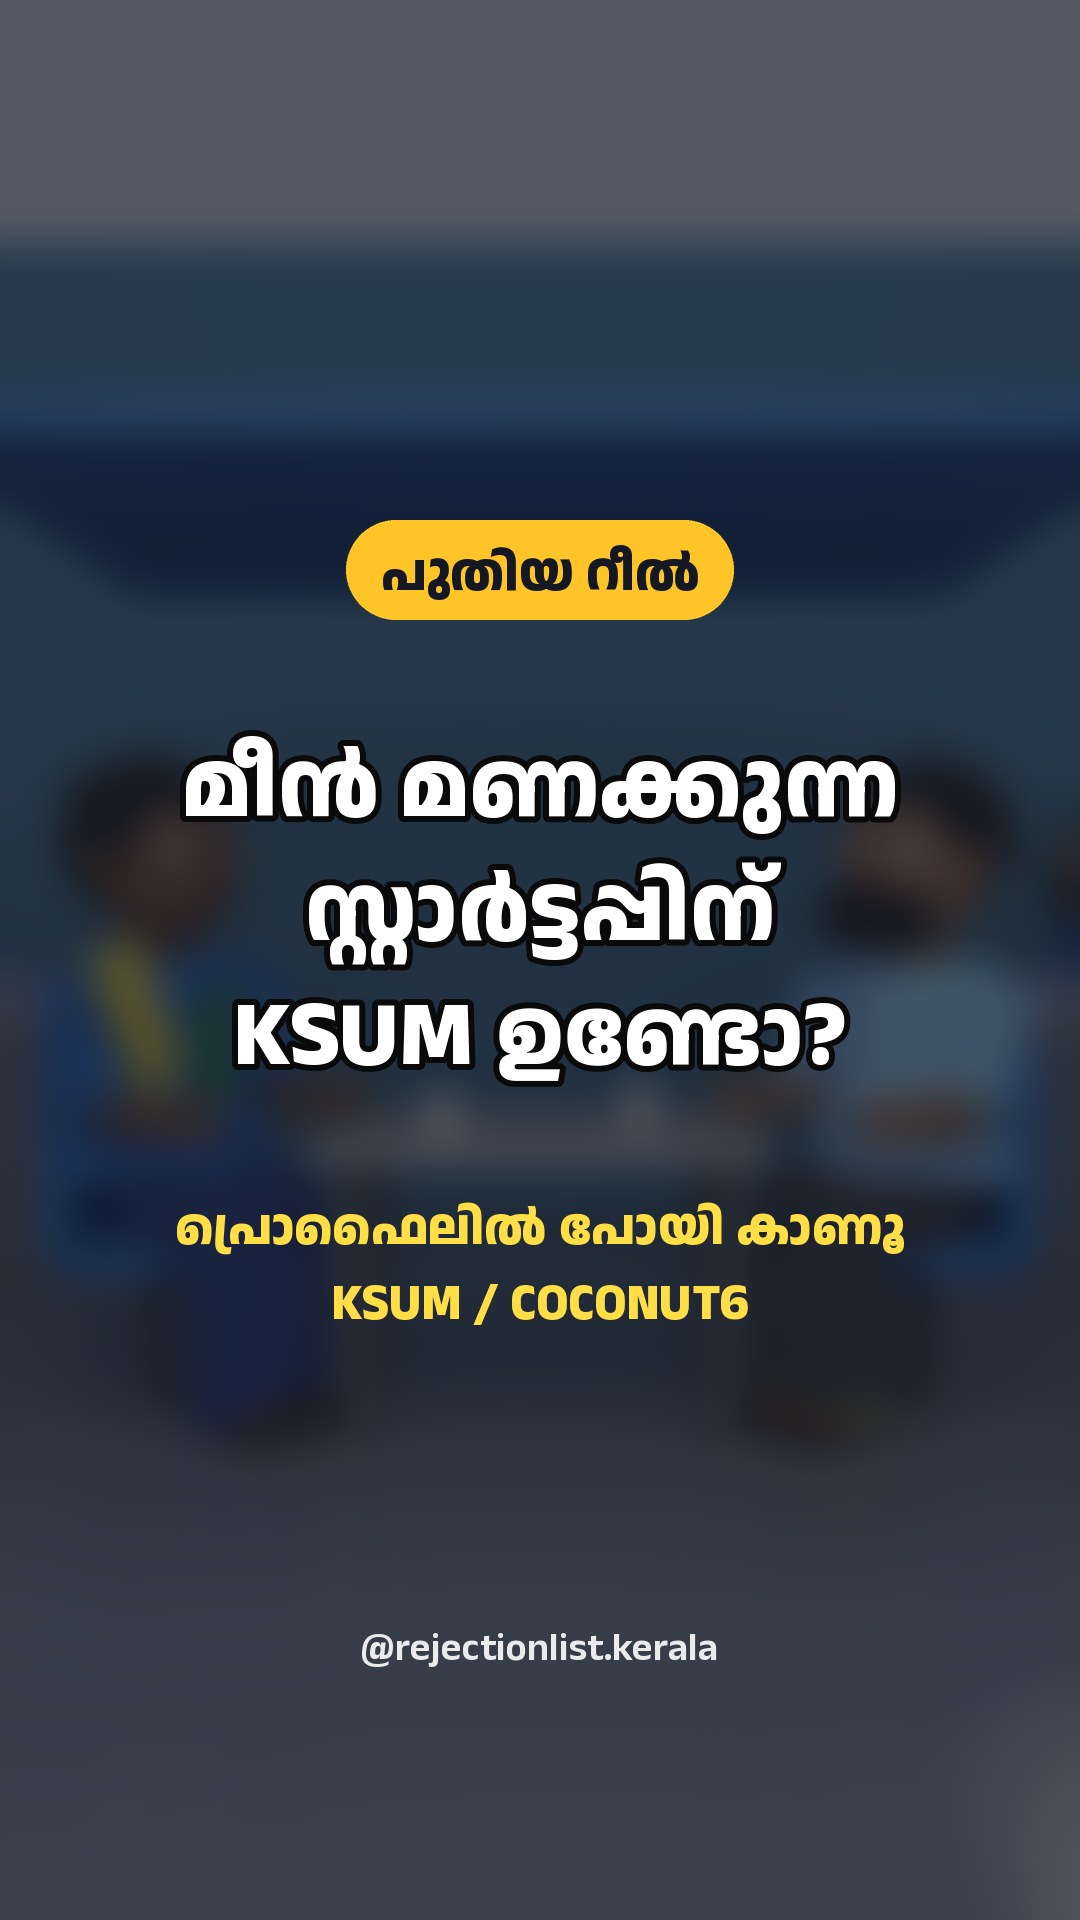 പുതിയ റീൽ
മീൻ മണക്കുന്ന
സ്റ്റാർട്ടപ്പിന്
KSUM ഉണ്ടോ?
പ്രൊഫൈലിൽ പോയി കാണൂ
KSUM / COCONUT6
@rejectionlist.kerala